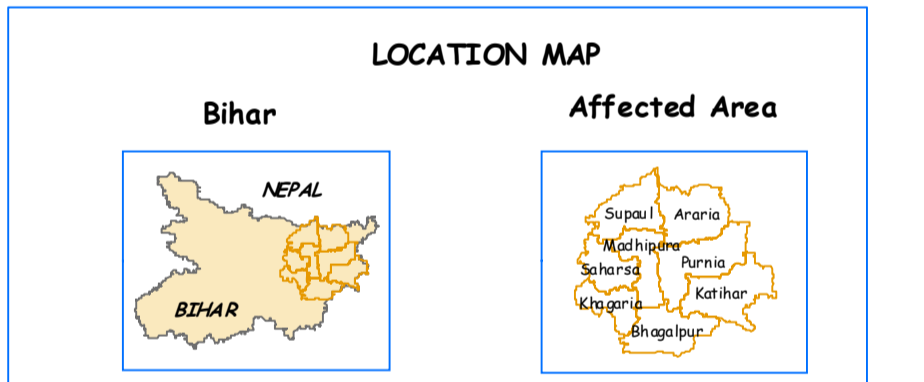 LOCATION MAP
Bihar
Affected Area
NEPAL
BIHAR
Supaul
Araria
Madhipura
Saharsa
Purnia
Khagaria
Katihar
Bhagalpur